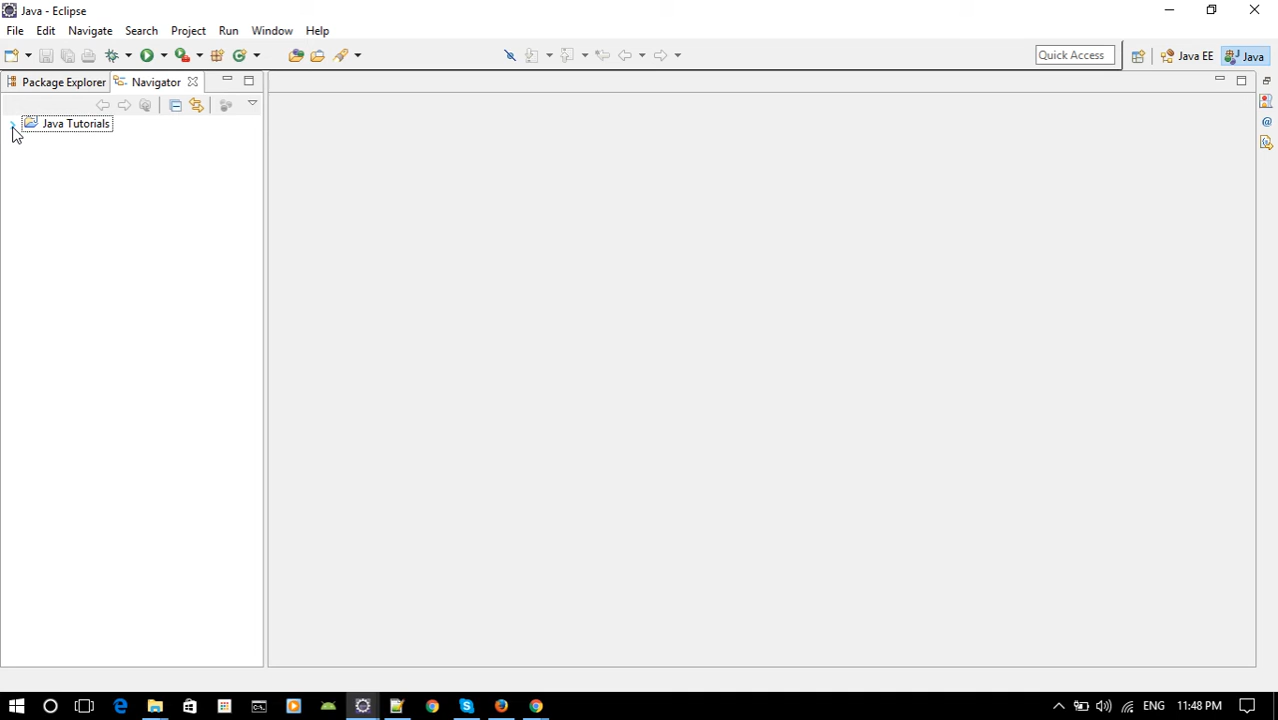 Java - Eclipse
File Edit Navigate Search Project Run Window Help
Quick Access Java EE Java
Package Explorer Navigator
Java Tutorials
ENG 11:48 PM